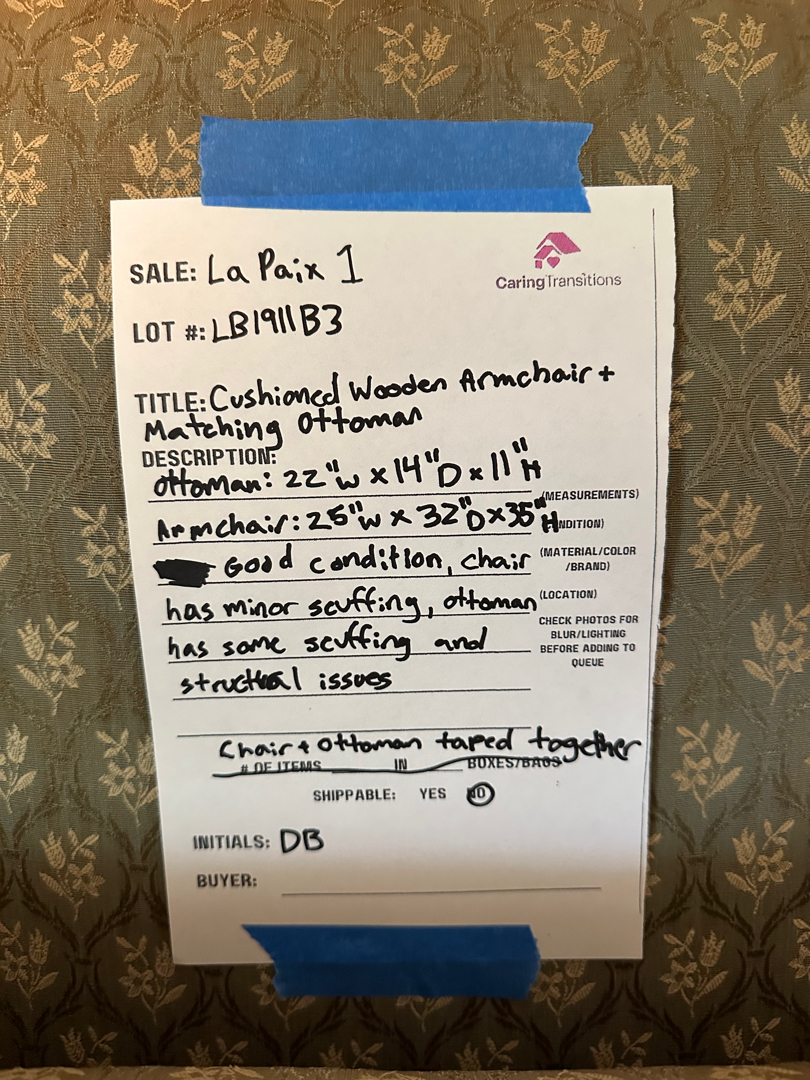 SALE: La Paix 1
CaringTransitions
LOT #: LB1911B3
TITLE: Cushioned Wooden Armchair +
Matching Ottoman
DESCRIPTION:
Ottoman: 22"W x 14"D x 11"H
(MEASUREMENTS)
Armchair: 25"W x 32"D x 35"H
NDITION)
Good condition, chair
(MATERIAL/COLOR
/BRAND)
has minor scuffing, ottoman
(LOCATION)
has some scuffing and
CHECK PHOTOS FOR
BLUR/LIGHTING
BEFORE ADDING TO
QUEUE
structural issues
Chair + Ottoman taped together
# OF ITEMS IN BOXES/BAGS
SHIPPABLE: YES NO
INITIALS: DB
BUYER: